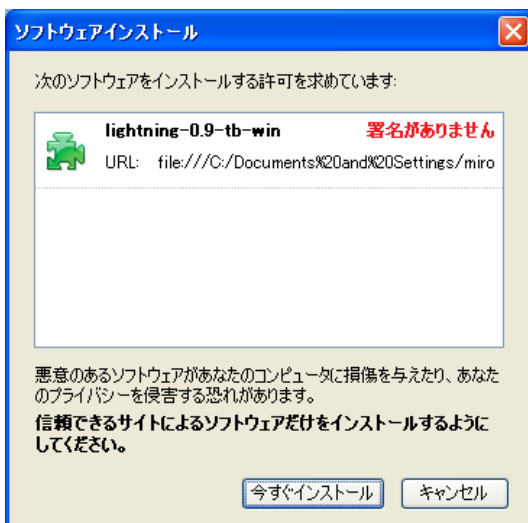 ソフトウェアインストール
次のソフトウェアをインストールする許可を求めています:
lightning-0.9-tb-win 署名がありません
URL: file:///C:/Documents%20and%20Settings/miro
悪意のあるソフトウェアがあなたのコンピュータに損傷を与えたり、あなた
のプライバシーを侵害する恐れがあります。
信頼できるサイトによるソフトウェアだけをインストールするように
してください。
今すぐインストール キャンセル